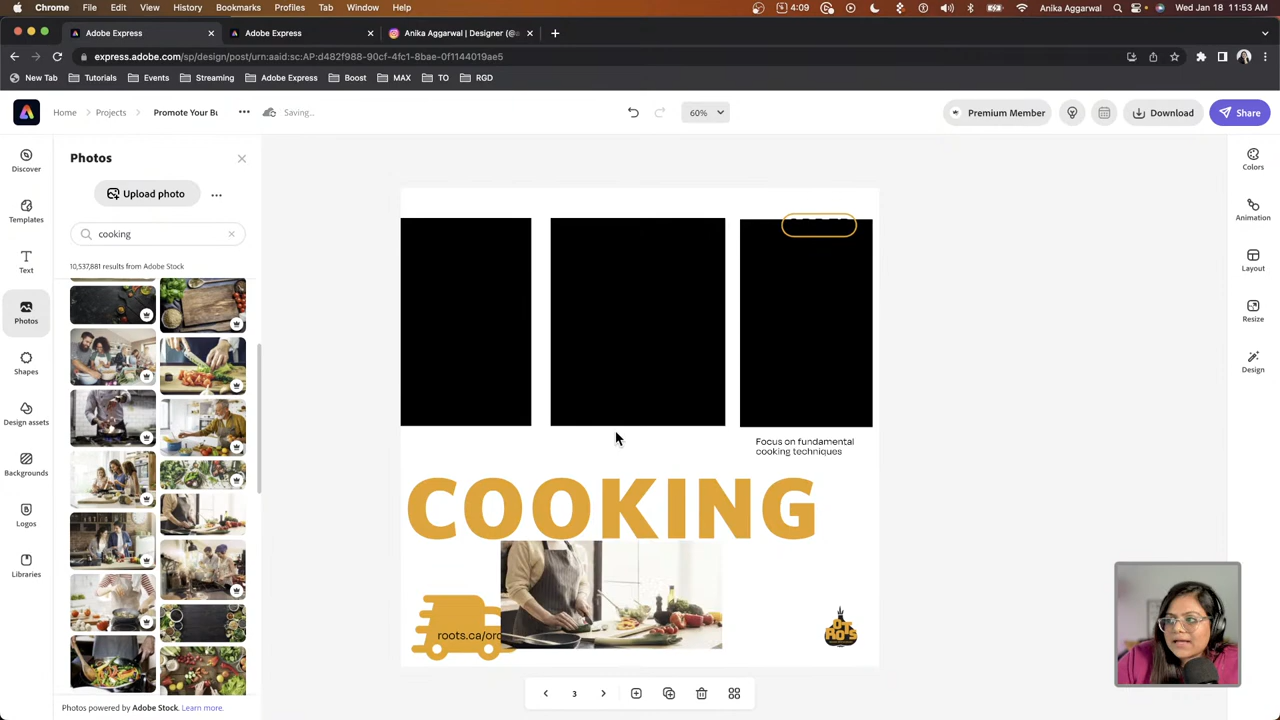 Chrome File Edit View History Bookmarks Profiles Tab Window Help
4:09 Anika Aggarwal Wed Jan 18 11:53 AM
Adobe Express Adobe Express Anika Aggarwal | Designer (@
express.adobe.com/sp/design/post/urn:aaid:sc:AP:d482f988-90cf-4fc1-8bae-0f1144019ae5
New Tab Tutorials Events Streaming Adobe Express Boost MAX TO RGD
Home Projects Promote Your Bu ... Saving... 60% Premium Member Download Share
Discover
Templates
Text
Photos
Shapes
Design assets
Backgrounds
Logos
Libraries
Photos
Upload photo ...
cooking
10,537,881 results from Adobe Stock
Photos powered by Adobe Stock. Learn more.
Focus on fundamental
cooking techniques
COOKING
roots.ca/orc
3
Colors
Animation
Layout
Resize
Design